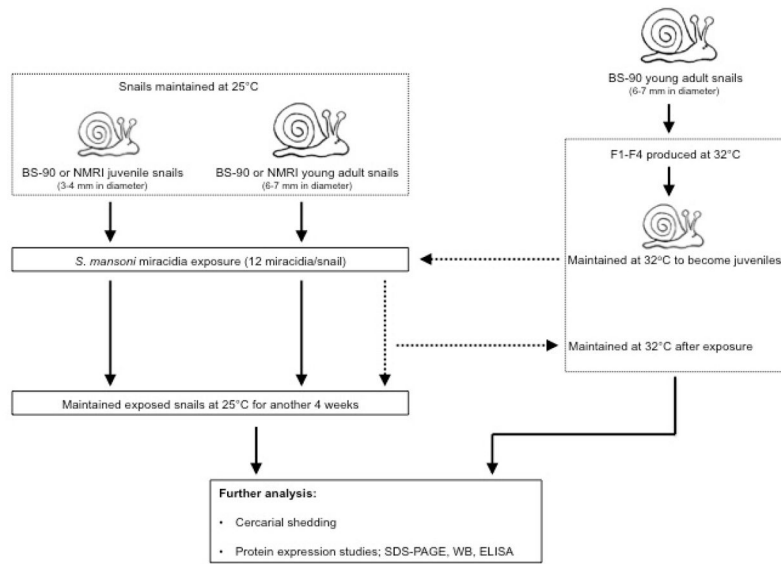 Snails maintained at 25°C
BS-90 or NMRI juvenile snails
(3-4 mm in diameter)
BS-90 or NMRI young adult snails
(6-7 mm in diameter)
BS-90 young adult snails
(6-7 mm in diameter)
F1-F4 produced at 32°C
Maintained at 32°C to become juveniles
S. mansoni miracidia exposure (12 miracidia/snail)
Maintained at 32°C after exposure
Maintained exposed snails at 25°C for another 4 weeks
Further analysis:
• Cercarial shedding
• Protein expression studies; SDS-PAGE, WB, ELISA